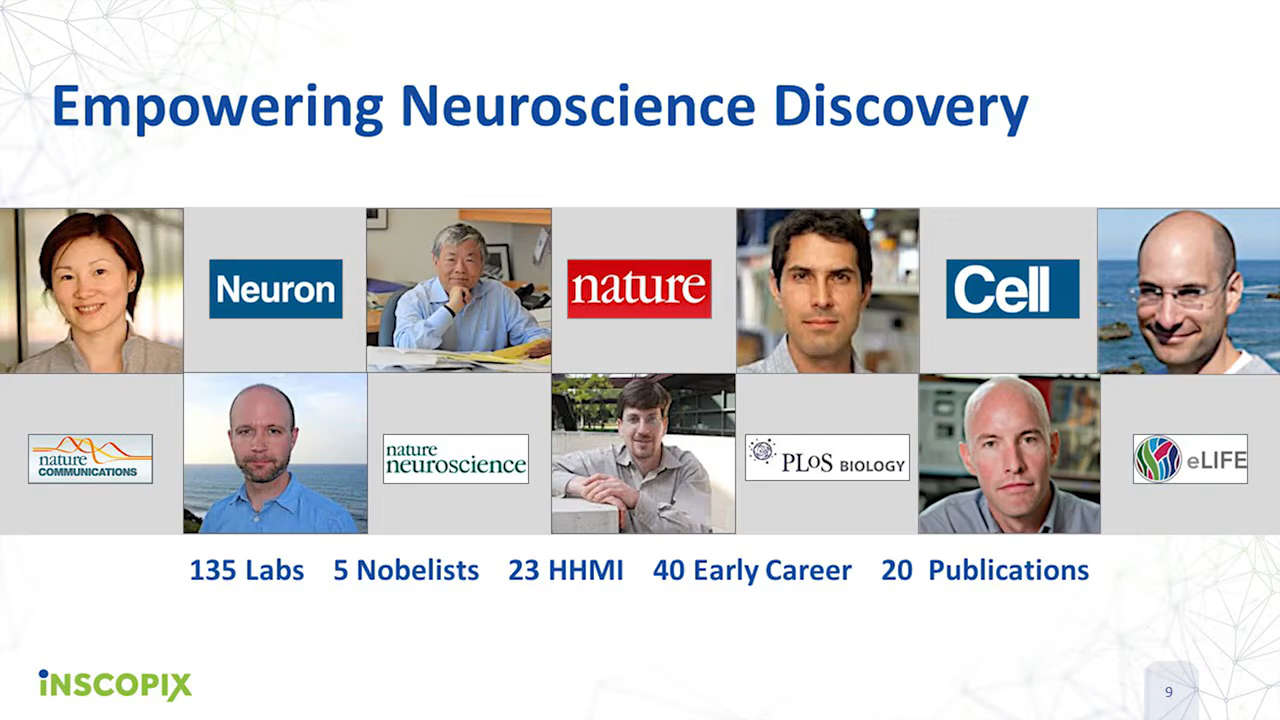 Empowering Neuroscience Discovery
Neuron
nature
Cell
nature
COMMUNICATIONS
nature
neuroscience
PLoS BIOLOGY
eLIFE
135 Labs 5 Nobelists 23 HHMI 40 Early Career 20 Publications
iNSCOPIX
9